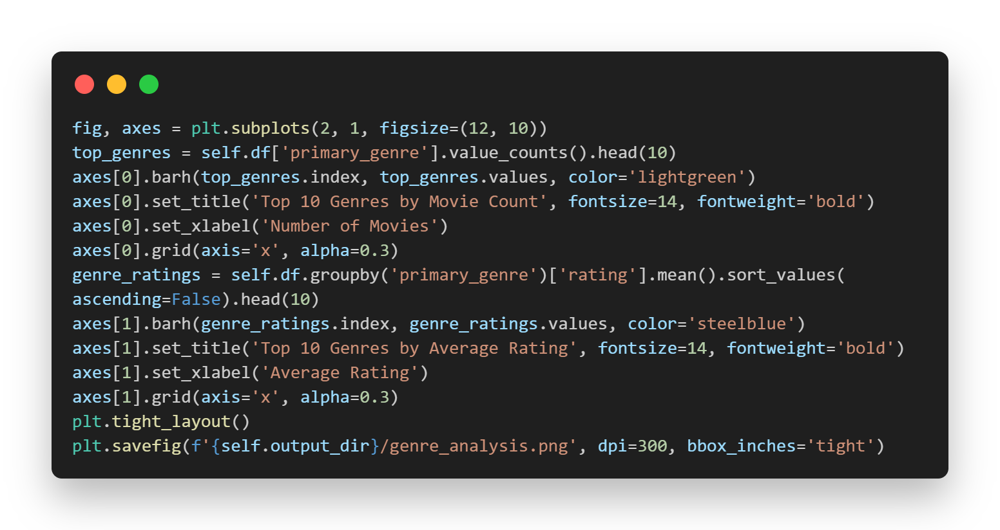 fig, axes = plt.subplots(2, 1, figsize=(12, 10))
top_genres = self.df['primary_genre'].value_counts().head(10)
axes[0].barh(top_genres.index, top_genres.values, color='lightgreen')
axes[0].set_title('Top 10 Genres by Movie Count', fontsize=14, fontweight='bold')
axes[0].set_xlabel('Number of Movies')
axes[0].grid(axis='x', alpha=0.3)
genre_ratings = self.df.groupby('primary_genre')['rating'].mean().sort_values(
ascending=False).head(10)
axes[1].barh(genre_ratings.index, genre_ratings.values, color='steelblue')
axes[1].set_title('Top 10 Genres by Average Rating', fontsize=14, fontweight='bold')
axes[1].set_xlabel('Average Rating')
axes[1].grid(axis='x', alpha=0.3)
plt.tight_layout()
plt.savefig(f'{self.output_dir}/genre_analysis.png', dpi=300, bbox_inches='tight')